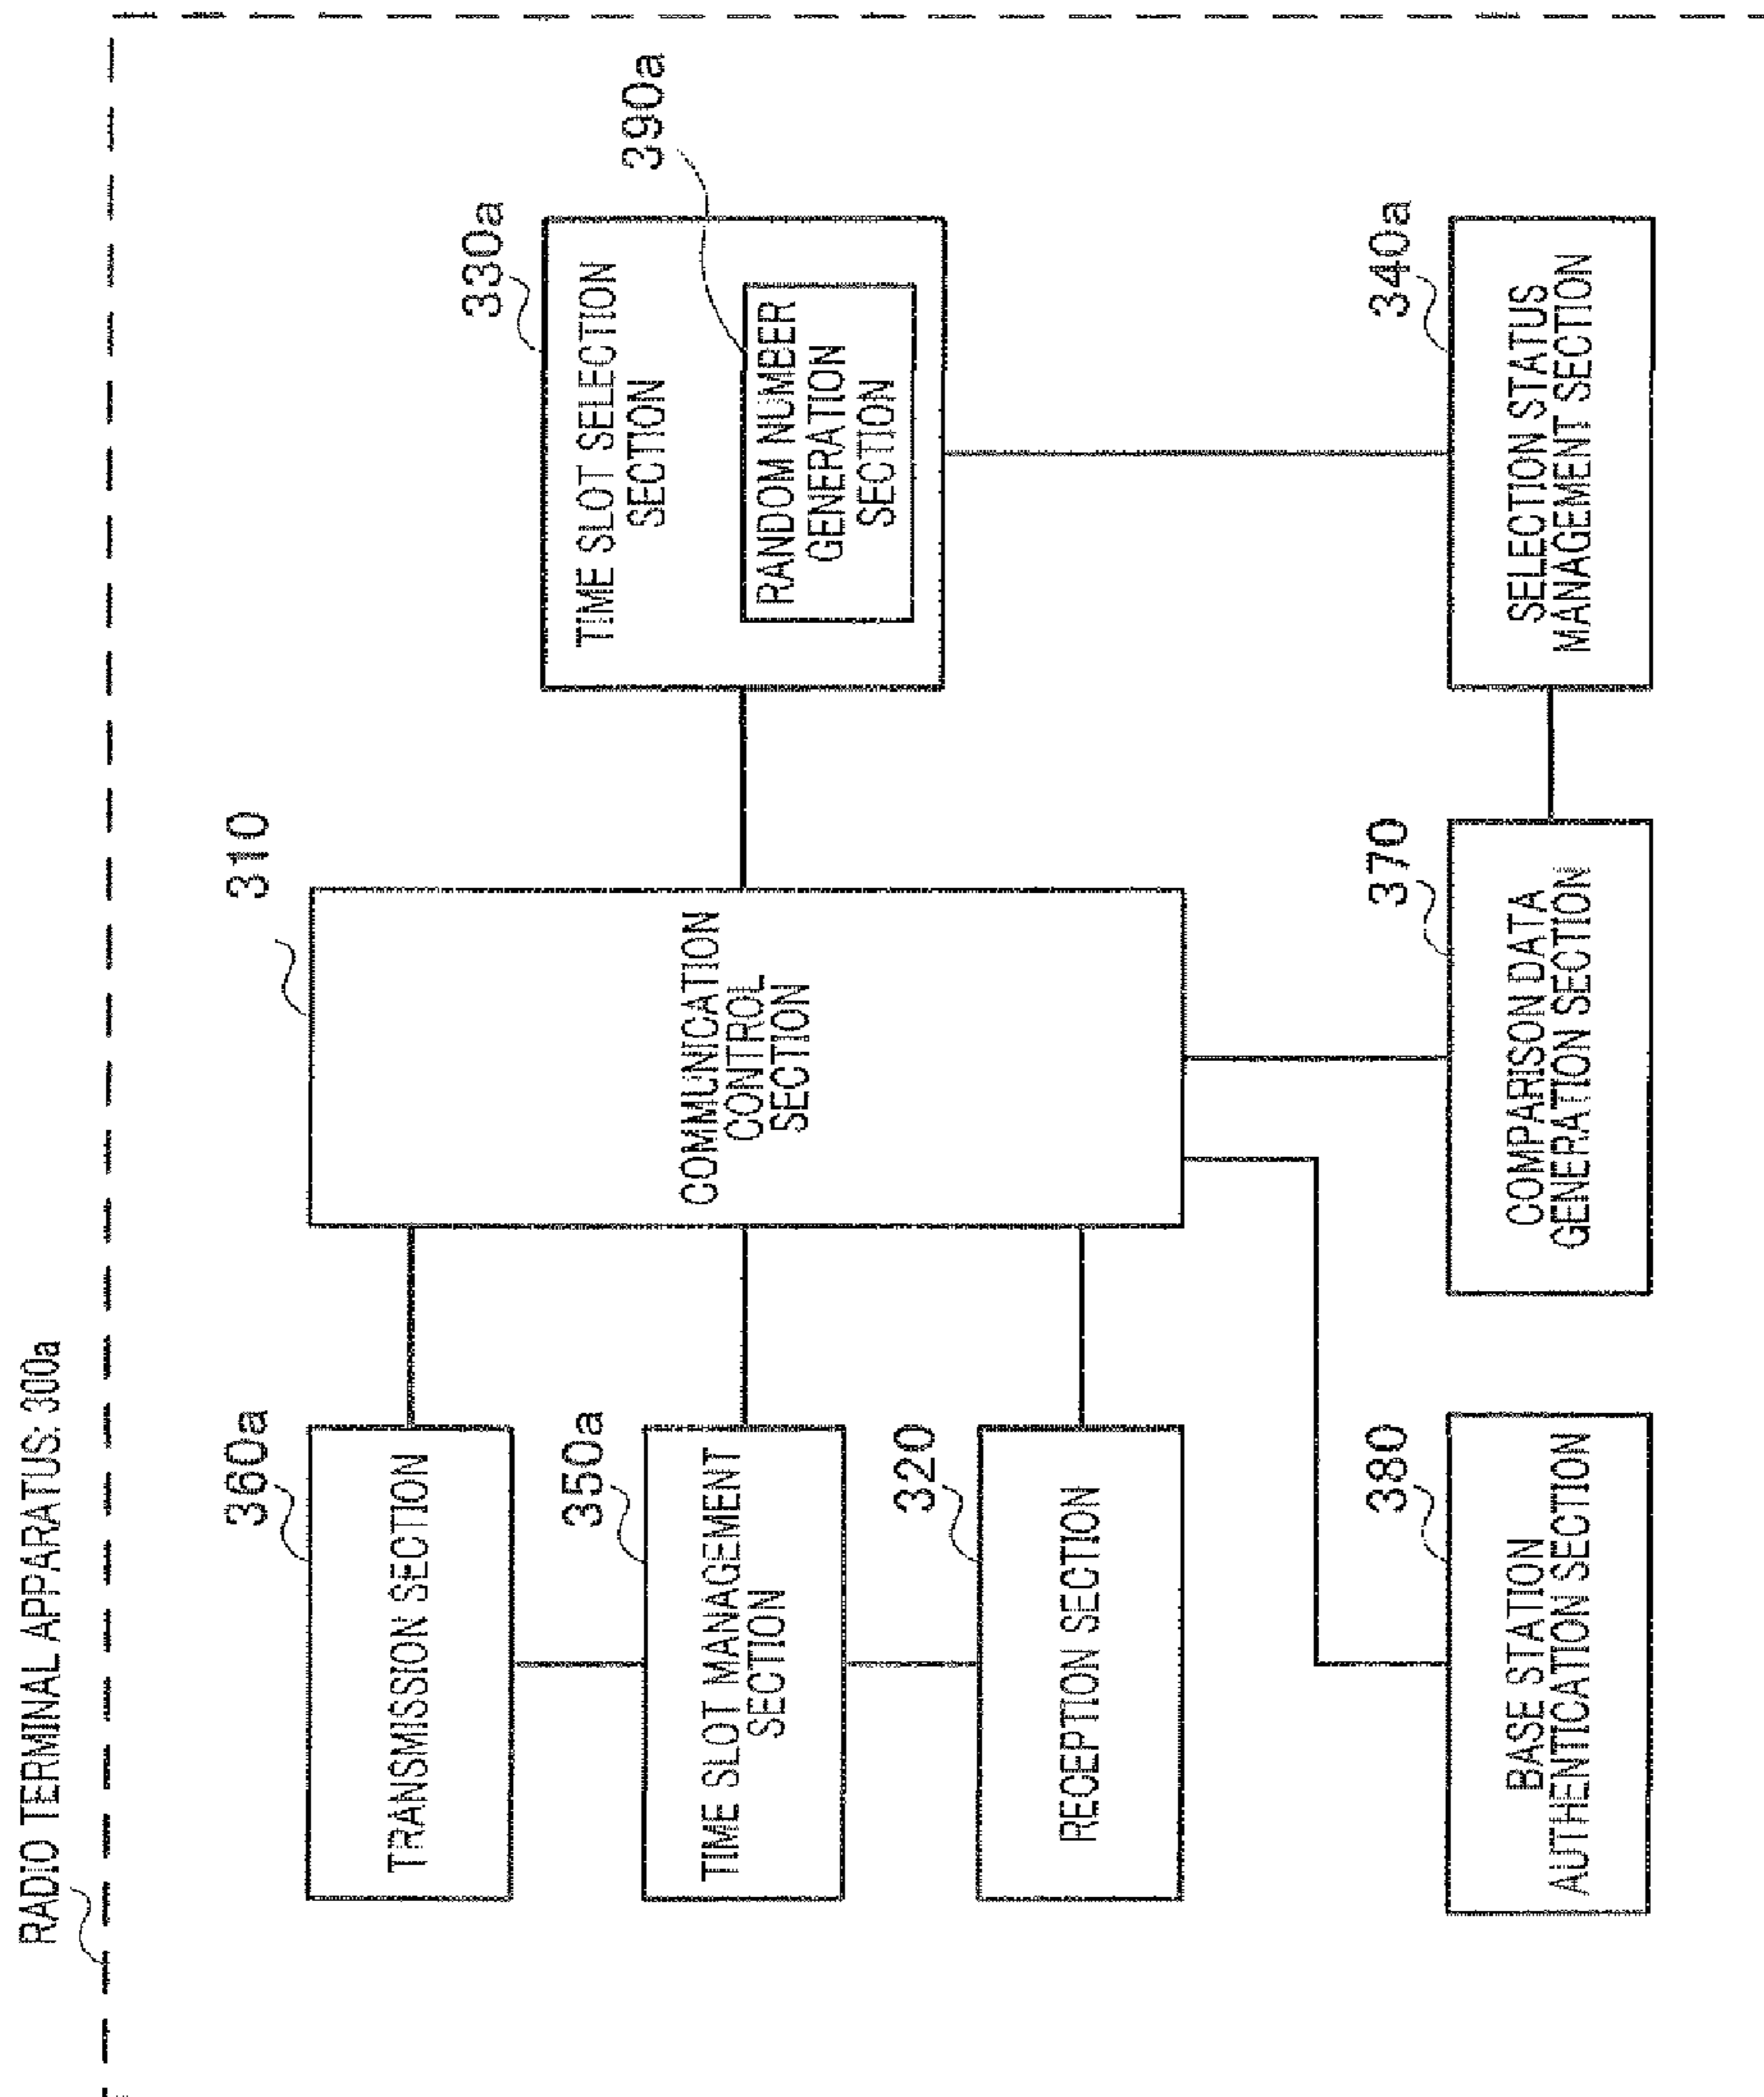 RADIO TERMINAL APPARATUS: 300a
360a
TRANSMISSION SECTION
310
COMMUNICATION
CONTROL
SECTION
330a
TIME SLOT SELECTION
SECTION
390a
RANDOM NUMBER
GENERATION
SECTION
350a
TIME SLOT MANAGEMENT
SECTION
320
RECEPTION SECTION
380
BASE STATION
AUTHENTICATION SECTION
370
COMPARISON DATA
GENERATION SECTION
340a
SELECTION STATUS
MANAGEMENT SECTION